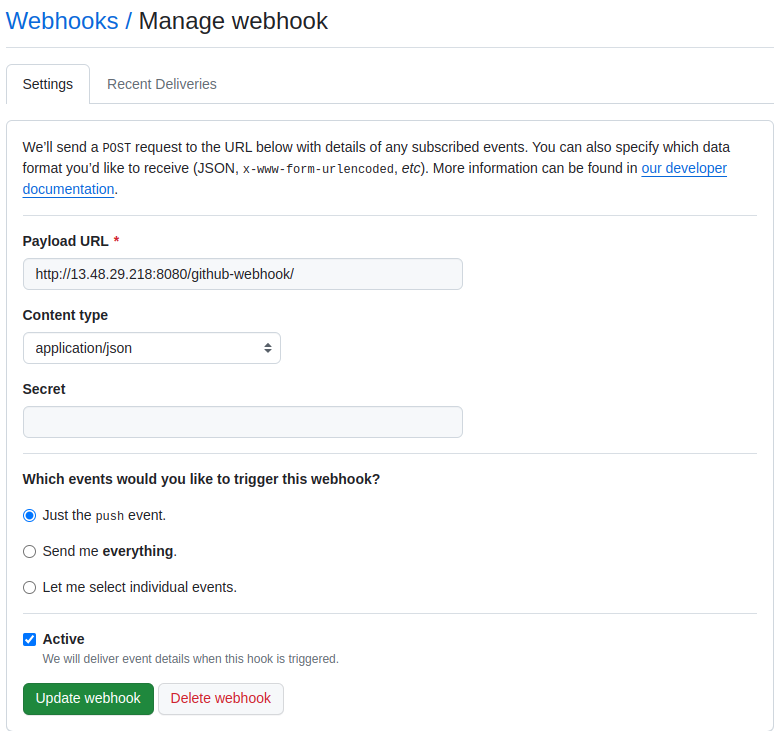 Webhooks / Manage webhook
Settings
Recent Deliveries
We’ll send a POST request to the URL below with details of any subscribed events. You can also specify which data
format you’d like to receive (JSON, x-www-form-urlencoded, etc). More information can be found in our developer
documentation.
Payload URL *
http://13.48.29.218:8080/github-webhook/
Content type
application/json
Secret
Which events would you like to trigger this webhook?
Just the push event.
Send me everything.
Let me select individual events.
Active
We will deliver event details when this hook is triggered.
Update webhook
Delete webhook